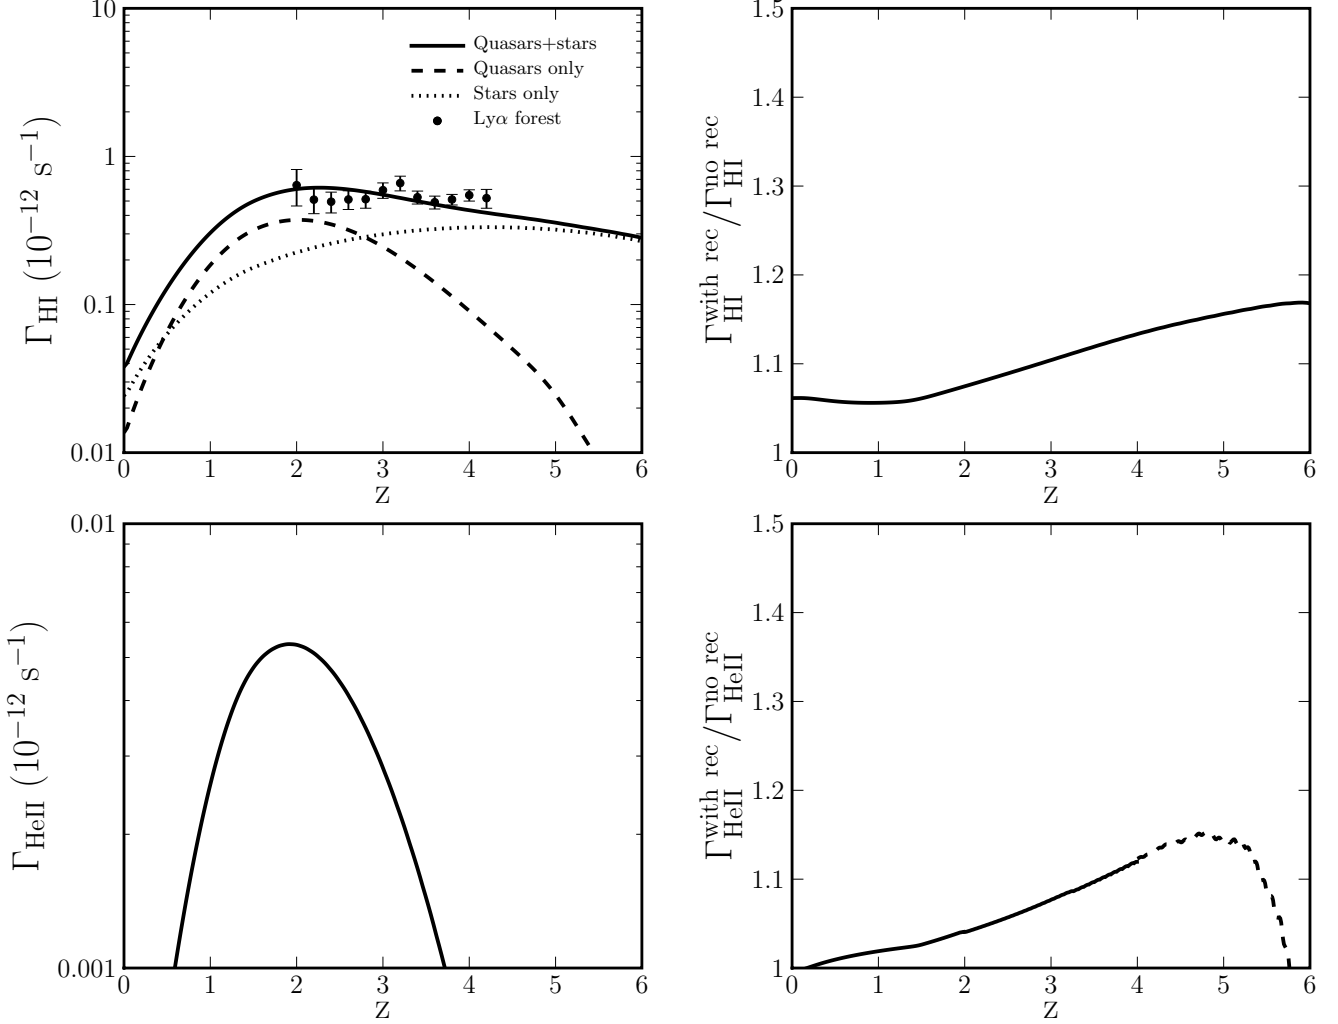 10
1
0.1
0.01
Γ_HI (10^−12 s^−1)
Quasars+stars
Quasars only
Stars only
Lyα forest
0 1 2 3 4 5 6
z
1.5
1.4
1.3
1.2
1.1
1
Γ_HI^with rec / Γ_HI^no rec
0 1 2 3 4 5 6
z
0.01
0.001
Γ_HeII (10^−12 s^−1)
0 1 2 3 4 5 6
z
1.5
1.4
1.3
1.2
1.1
1
Γ_HeII^with rec / Γ_HeII^no rec
0 1 2 3 4 5 6
z